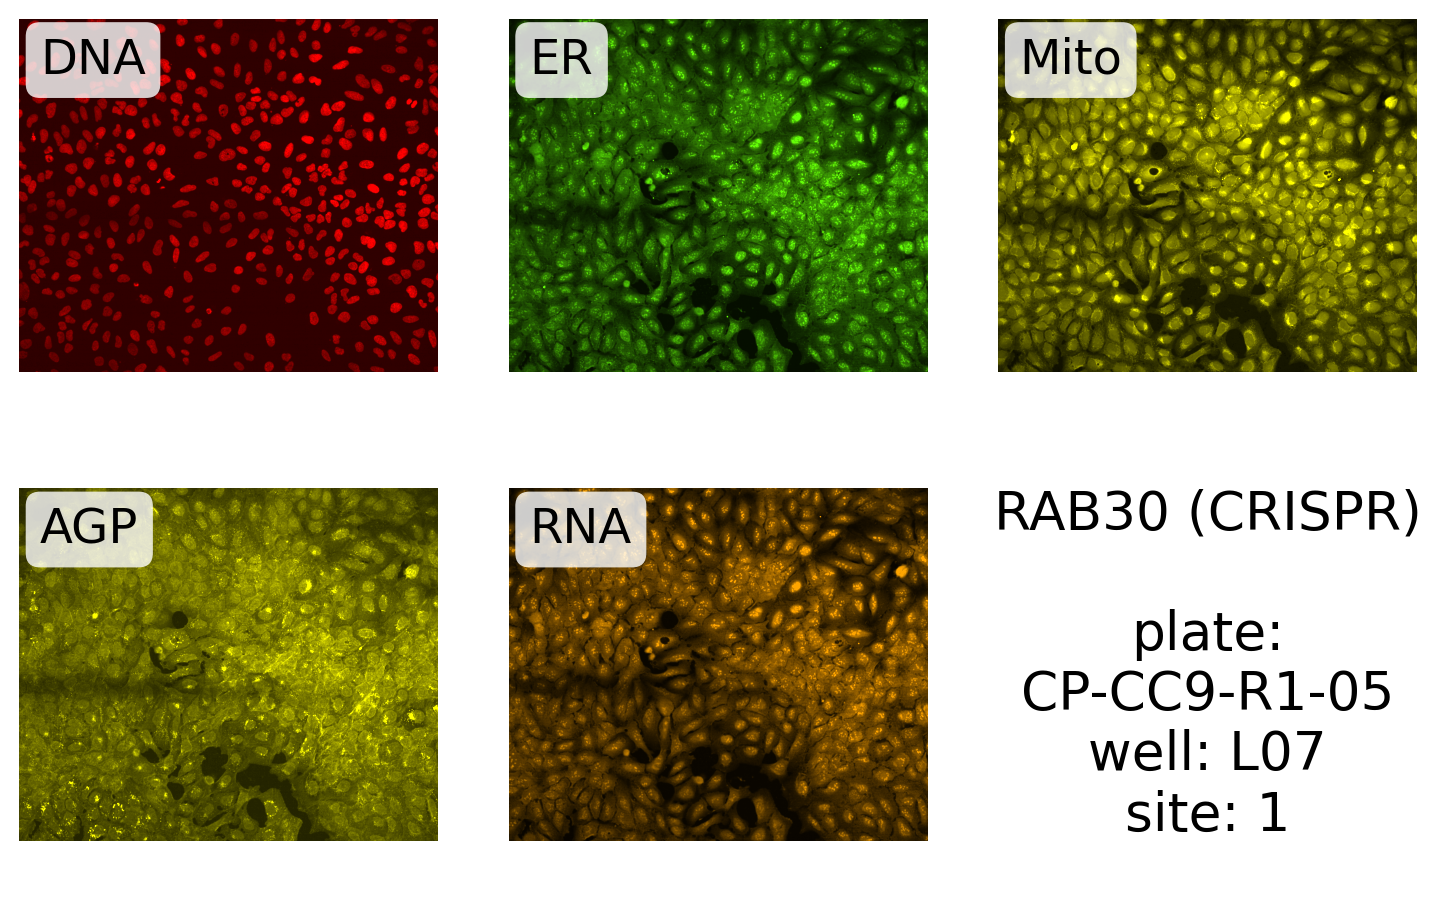 DNA
ER
Mito
AGP
RNA
RAB30 (CRISPR)
plate:
CP-CC9-R1-05
well: L07
site: 1